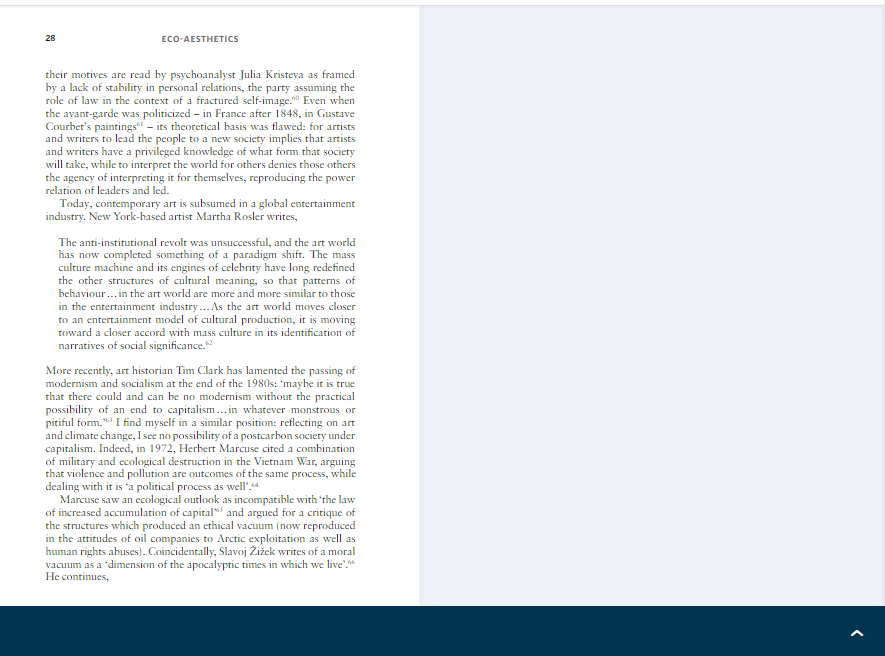 28
ECO-AESTHETICS
their motives are read by psychoanalyst Julia Kristeva as framed
by a lack of stability in personal relations, the party assuming the
role of law in the context of a fractured self-image.60 Even when
the avant-garde was politicized – in France after 1848, in Gustave
Courbet's paintings61 – its theoretical basis was flawed: for artists
and writers to lead the people to a new society implies that artists
and writers have a privileged knowledge of what form that society
will take, while to interpret the world for others denies those others
the agency of interpreting it for themselves, reproducing the power
relation of leaders and led.
Today, contemporary art is subsumed in a global entertainment
industry. New York-based artist Martha Rosler writes,
The anti-institutional revolt was unsuccessful, and the art world
has now completed something of a paradigm shift. The mass
culture machine and its engines of celebrity have long redefined
the other structures of cultural meaning, so that patterns of
behaviour…in the art world are more and more similar to those
in the entertainment industry…As the art world moves closer
to an entertainment model of cultural production, it is moving
toward a closer accord with mass culture in its identification of
narratives of social significance.62
More recently, art historian Tim Clark has lamented the passing of
modernism and socialism at the end of the 1980s: 'maybe it is true
that there could and can be no modernism without the practical
possibility of an end to capitalism…in whatever monstrous or
pitiful form.'63 I find myself in a similar position: reflecting on art
and climate change, I see no possibility of a postcarbon society under
capitalism. Indeed, in 1972, Herbert Marcuse cited a combination
of military and ecological destruction in the Vietnam War, arguing
that violence and pollution are outcomes of the same process, while
dealing with it is 'a political process as well'.64
Marcuse saw an ecological outlook as incompatible with 'the law
of increased accumulation of capital'65 and argued for a critique of
the structures which produced an ethical vacuum (now reproduced
in the attitudes of oil companies to Arctic exploitation as well as
human rights abuses). Coincidentally, Slavoj Žižek writes of a moral
vacuum as a 'dimension of the apocalyptic times in which we live'.66
He continues,